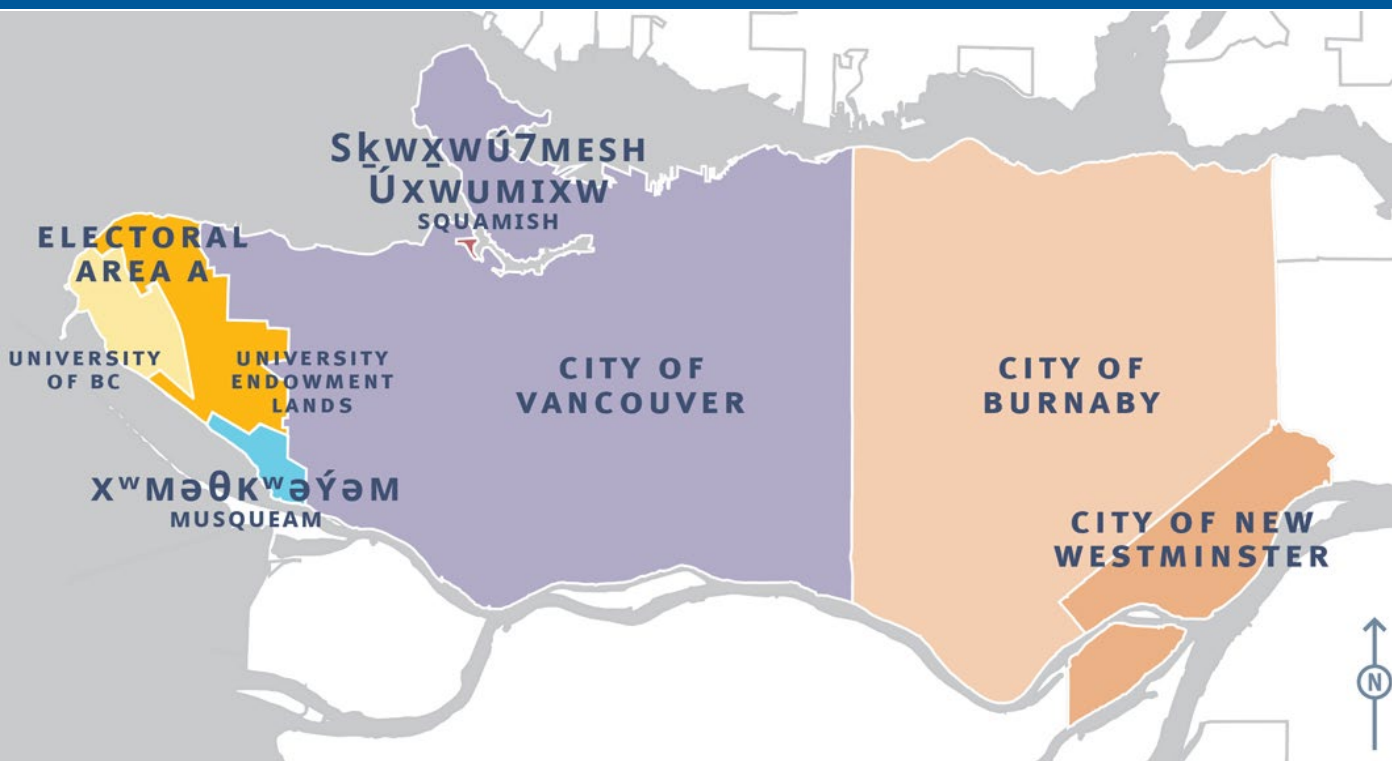 Sḵwx̱wú7MESH
ÚXWUMIXW
SQUAMISH
ELECTORAL
AREA A
UNIVERSITY
OF BC
UNIVERSITY
ENDOWMENT
LANDS
CITY OF
VANCOUVER
CITY OF
BURNABY
XʷMəθKʷəY̓əM
MUSQUEAM
CITY OF NEW
WESTMINSTER
N